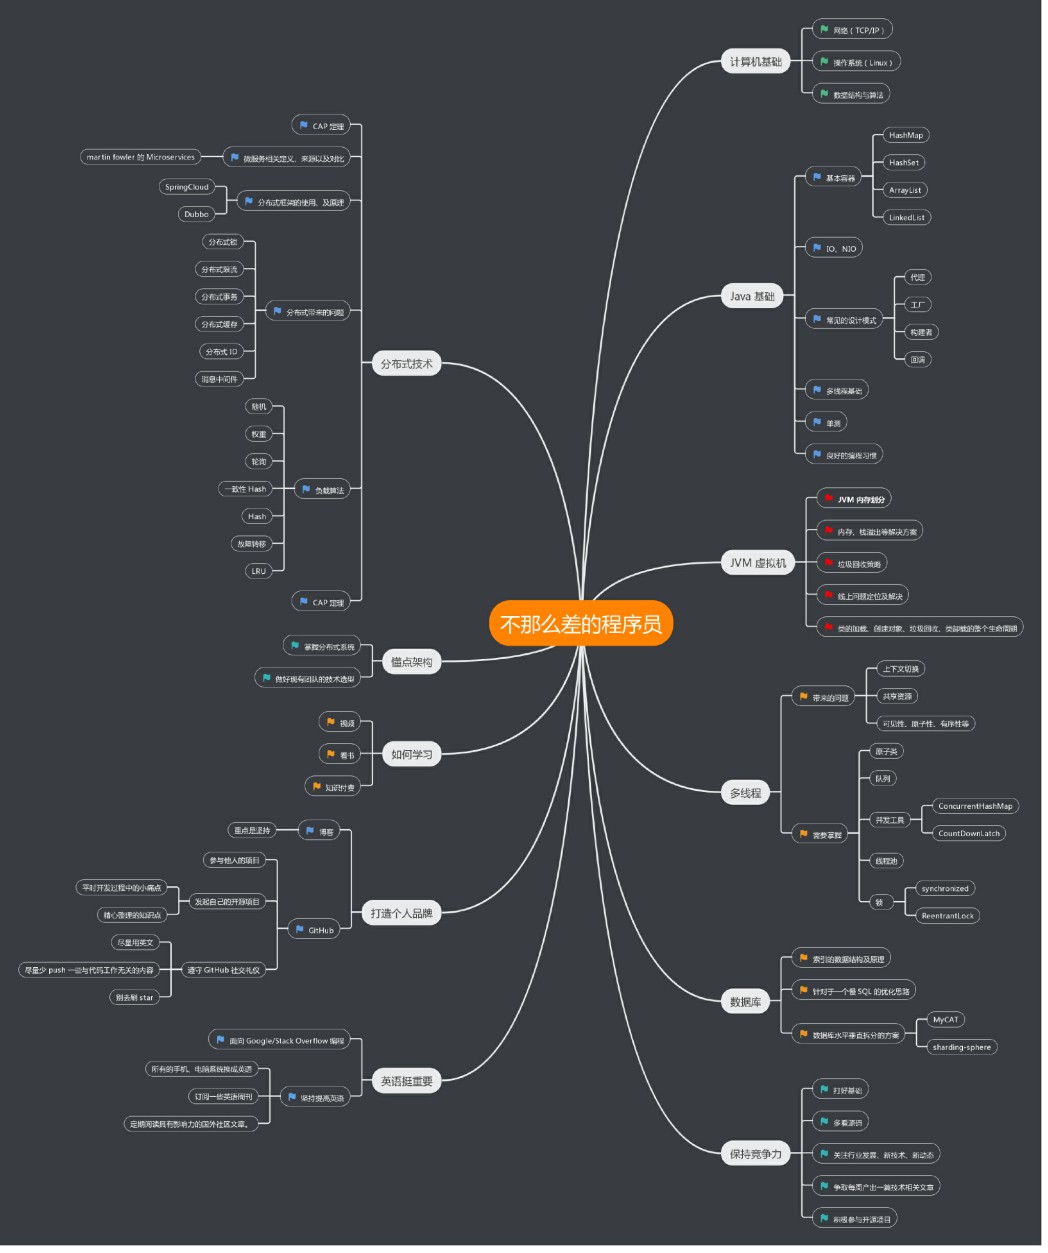 不那么差的程序员
计算机基础
网络（TCP/IP）
操作系统（Linux）
数据结构与算法
Java 基础
基本容器
HashMap
HashSet
ArrayList
LinkedList
IO、NIO
常见的设计模式
代理
工厂
构建者
回调
多线程基础
单测
良好的编程习惯
JVM 虚拟机
JVM 内存划分
内存、栈溢出等解决方案
垃圾回收策略
线上问题定位及解决
类的加载、创建对象、垃圾回收、类卸载的整个生命周期
多线程
带来的问题
上下文切换
共享资源
可见性、原子性、有序性等
需要掌握
原子类
队列
并发工具
ConcurrentHashMap
CountDownLatch
线程池
锁
synchronized
ReentrantLock
数据库
索引的数据结构及原理
针对于一个慢 SQL 的优化思路
数据库水平垂直拆分的方案
MyCAT
sharding-sphere
保持竞争力
打好基础
多看源码
关注行业发展、新技术、新动态
争取每周产出一篇技术相关文章
积极参与开源项目
分布式技术
CAP 定理
微服务相关定义、来源以及对比
martin fowler 的 Microservices
分布式框架的使用、及原理
SpringCloud
Dubbo
分布式带来的问题
分布式锁
分布式限流
分布式事务
分布式缓存
分布式 ID
消息中间件
负载算法
随机
权重
轮询
一致性 Hash
Hash
故障转移
LRU
CAP 定理
懂点架构
掌握分布式系统
做好现有团队的技术选型
如何学习
视频
看书
知识付费
打造个人品牌
博客
重点是坚持
GitHub
参与他人的项目
发起自己的开源项目
平时开发过程中的小痛点
精心整理的知识点
遵守 GitHub 社交礼仪
尽量用英文
尽量少 push 一些与代码工作无关的内容
别去刷 star
英语挺重要
面向 Google/Stack Overflow 编程
坚持提高英语
所有的手机、电脑系统换成英语
订阅一些英语周刊
定期阅读具有影响力的国外社区文章。